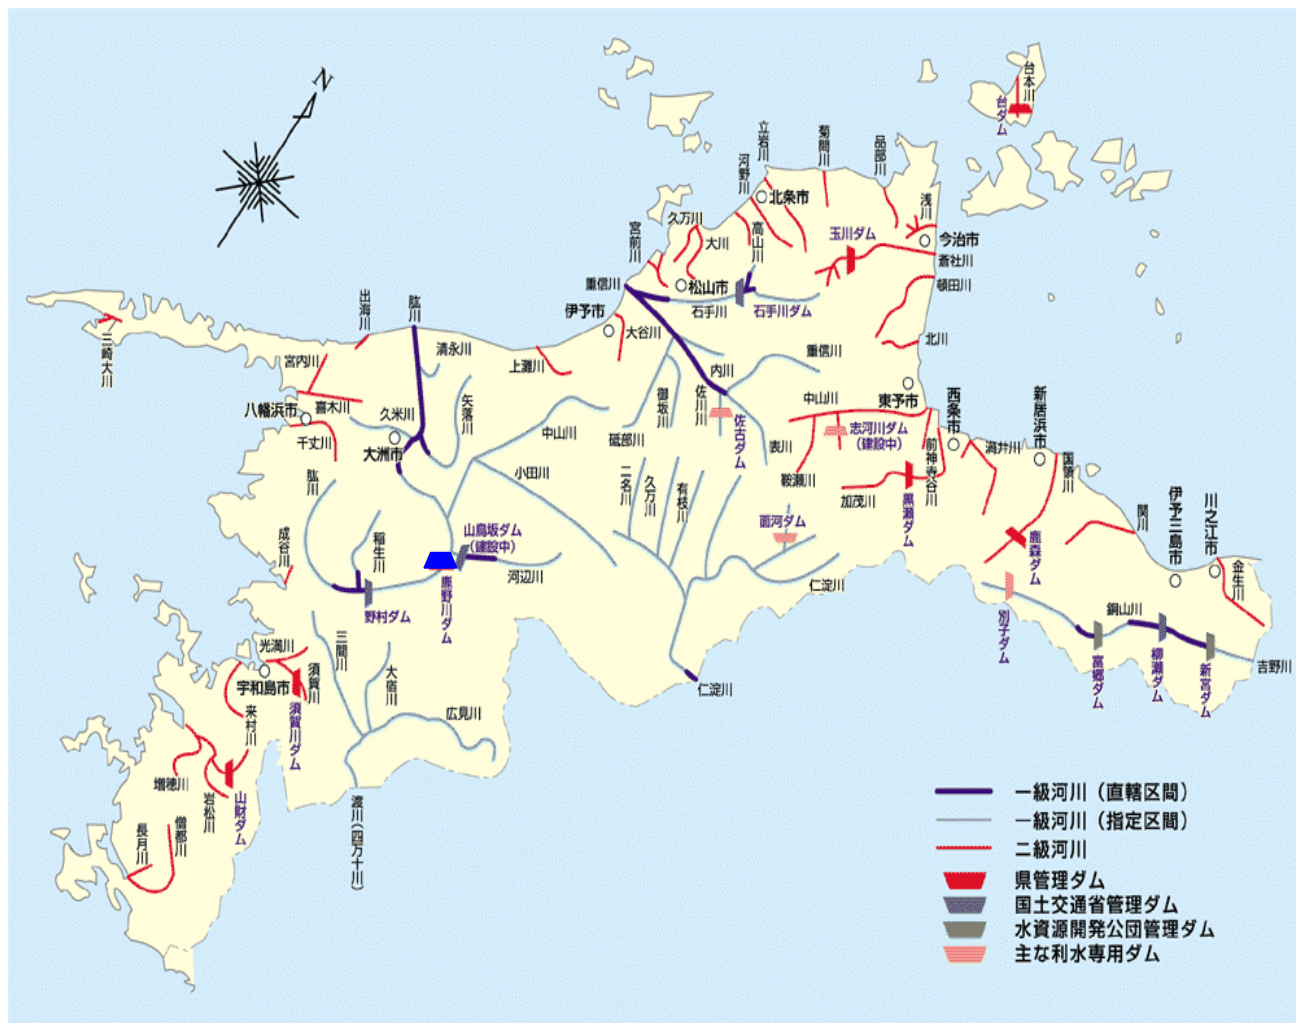 N
台本川
台ダム
立岩川
菊間川
品部川
河野川
北条市
浅川
久万川
高山川
玉川ダム
今治市
宮前川
大川
蒼社川
重信川
松山市
頓田川
出海川
肱川
伊予市
石手川
石手川ダム
大谷川
北川
三崎大川
清永川
重信川
宮内川
上灘川
内川
矢落川
御坂川
佐川川
東予市
西条市
新居浜市
八幡浜市
喜木川
久米川
中山川
佐古ダム
志河川ダム
(建設中)
前神寺谷川
渦井川
国領川
千丈川
大洲市
中山川
砥部川
表川
肱川
小田川
二名川
久万川
有枝川
鞍瀬川
加茂川
黒瀬ダム
伊予三島市
川之江市
関川
成谷川
稲生川
山鳥坂ダム
(建設中)
面河ダム
鹿森ダム
金生川
河辺川
仁淀川
鹿野川ダム
野村ダム
別子ダム
銅山川
光満川
三間川
須賀川
大宿川
富郷ダム
柳瀬ダム
新宮ダム
吉野川
宇和島市
仁淀川
来村川
須賀川ダム
広見川
増穂川
岩松川
山財ダム
渡川(四万十川)
長月川
僧都川
一級河川(直轄区間)
一級河川(指定区間)
二級河川
県管理ダム
国土交通省管理ダム
水資源開発公団管理ダム
主な利水専用ダム